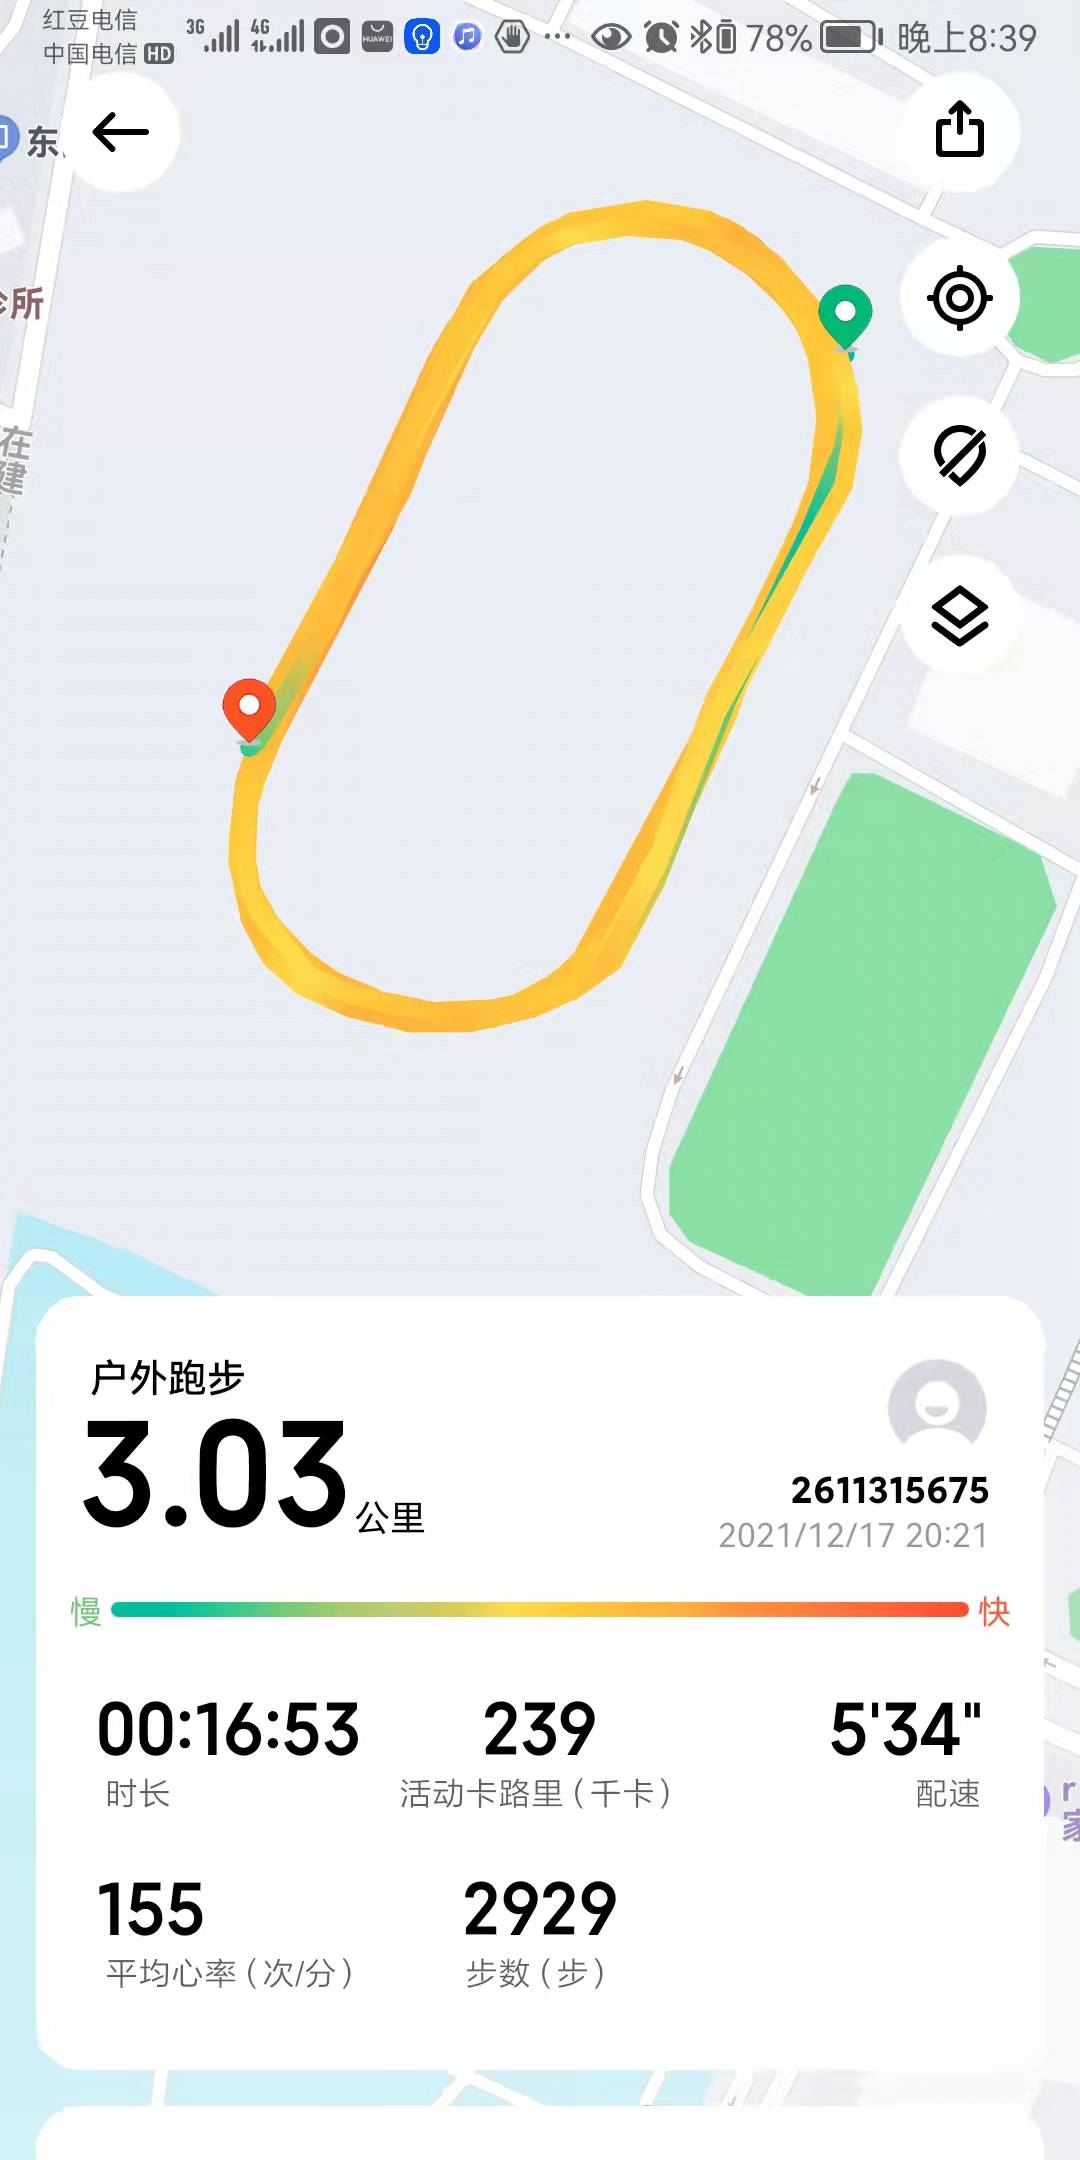 红豆电信
中国电信 HD
3G 4G HUAWEI ··· 78% 晚上8:39
东
诊所
在
建
户外跑步
3.03 公里
2611315675
2021/12/17 20:21
慢 快
00:16:53 239 5'34"
时长 活动卡路里（千卡） 配速
155 2929
平均心率（次/分） 步数（步）
r
家